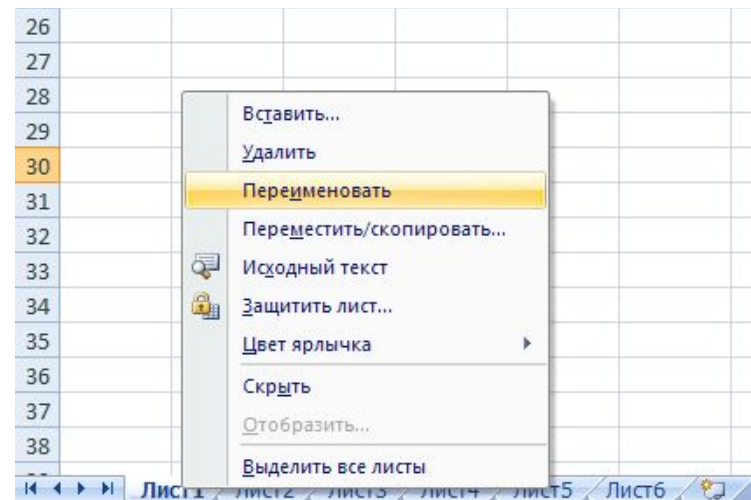 26
27
28
Вставить...
29
Удалить
30
Переименовать
31
Переместить/скопировать...
32
33
Исходный текст
34
Защитить лист...
35
Цвет ярлычка
36
Скрыть
37
Отобразить...
38
Выделить все листы
Лист1 Лист2 Лист3 Лист4 Лист5 Лист6